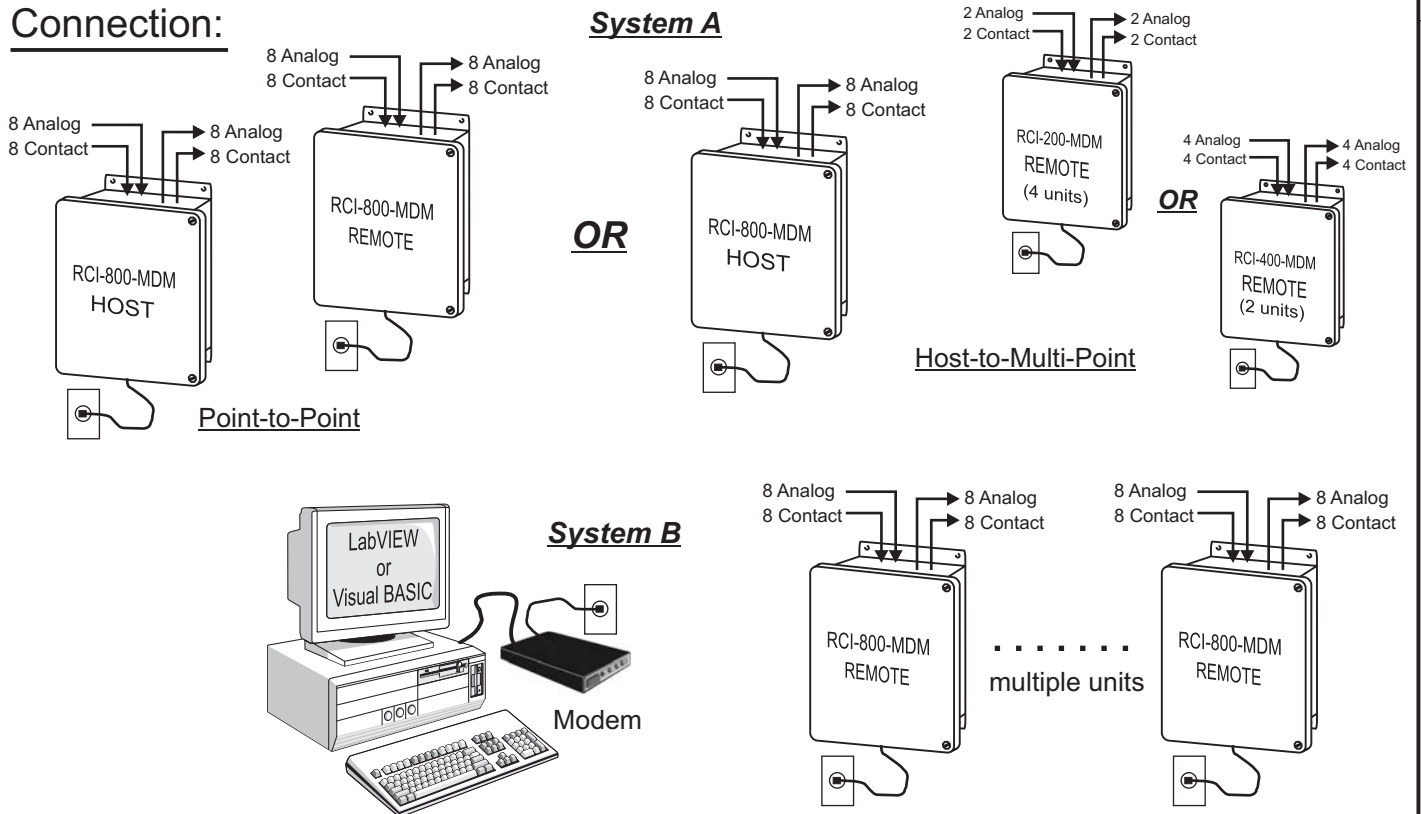 Connection:
System A
8 Analog
8 Contact
8 Analog
8 Contact
RCI-800-MDM
HOST
8 Analog
8 Contact
8 Analog
8 Contact
RCI-800-MDM
REMOTE
Point-to-Point
OR
8 Analog
8 Contact
8 Analog
8 Contact
RCI-800-MDM
HOST
2 Analog
2 Contact
2 Analog
2 Contact
RCI-200-MDM
REMOTE
(4 units)
OR
4 Analog
4 Contact
4 Analog
4 Contact
RCI-400-MDM
REMOTE
(2 units)
Host-to-Multi-Point
System B
LabVIEW
or
Visual BASIC
Modem
8 Analog
8 Contact
8 Analog
8 Contact
RCI-800-MDM
REMOTE
.......
multiple units
8 Analog
8 Contact
8 Analog
8 Contact
RCI-800-MDM
REMOTE